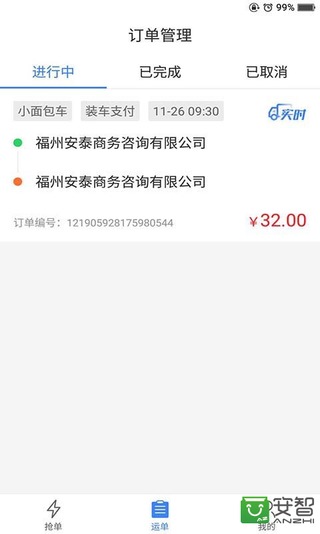 99%
订单管理
进行中 已完成 已取消
小面包车 装车支付 11-26 09:30 实时
福州安泰商务咨询有限公司
福州安泰商务咨询有限公司
订单编号：121905928175980544 ￥32.00
抢单 运单 我的
安智
ANZHI